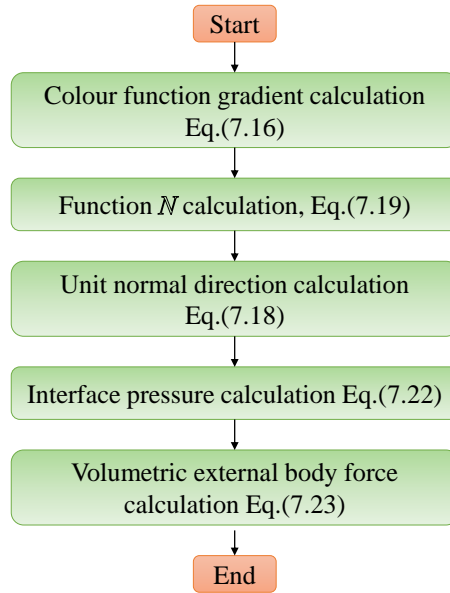 Start
Colour function gradient calculation
Eq.(7.16)
Function ℕ calculation, Eq.(7.19)
Unit normal direction calculation
Eq.(7.18)
Interface pressure calculation Eq.(7.22)
Volumetric external body force
calculation Eq.(7.23)
End